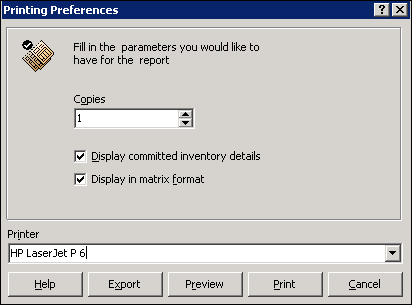 Printing Preferences
Fill in the parameters you would like to
have for the report
Copies
1
Display committed inventory details
Display in matrix format
Printer
HP LaserJet P 6
Help Export Preview Print Cancel